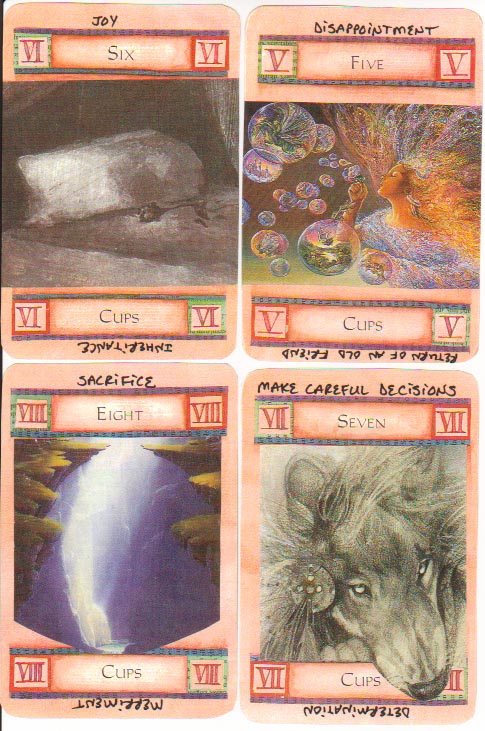 JOY
VI SIX VI
VI CUPS VI
INHERITANCE
DISAPPOINTMENT
V FIVE V
V CUPS V
RETURN OF AN OLD FRIEND
SACRIFICE
VIII EIGHT VIII
VIII CUPS VIII
MERRIMENT
MAKE CAREFUL DECISIONS
VII SEVEN VII
VII CUPS II
DETERMINATION